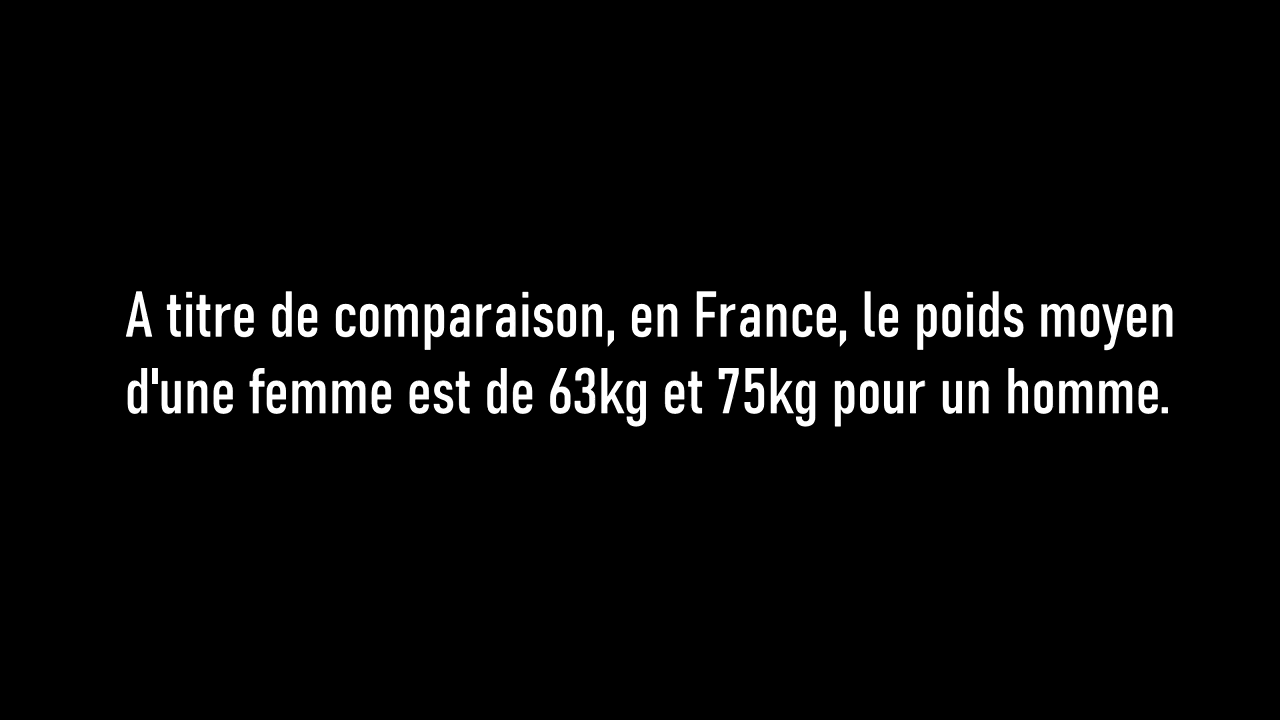 A titre de comparaison, en France, le poids moyen
d'une femme est de 63kg et 75kg pour un homme.